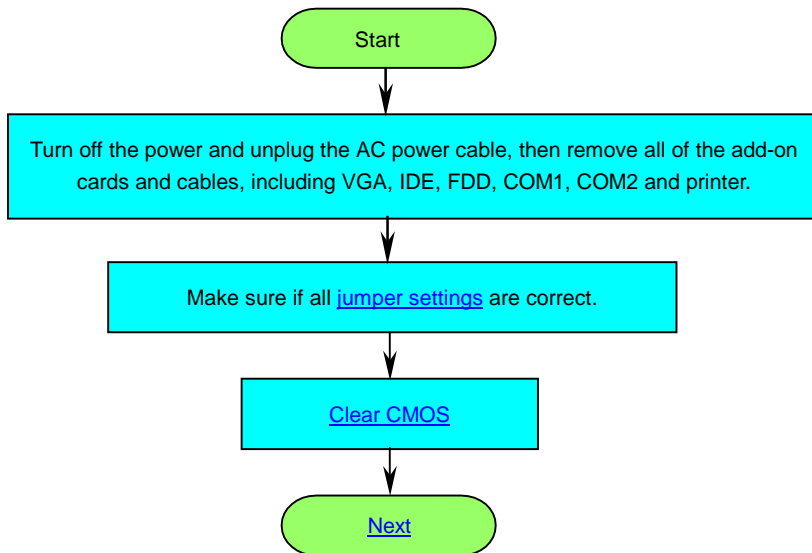 Start
Turn off the power and unplug the AC power cable, then remove all of the add-on
cards and cables, including VGA, IDE, FDD, COM1, COM2 and printer.
Make sure if all jumper settings are correct.
Clear CMOS
Next